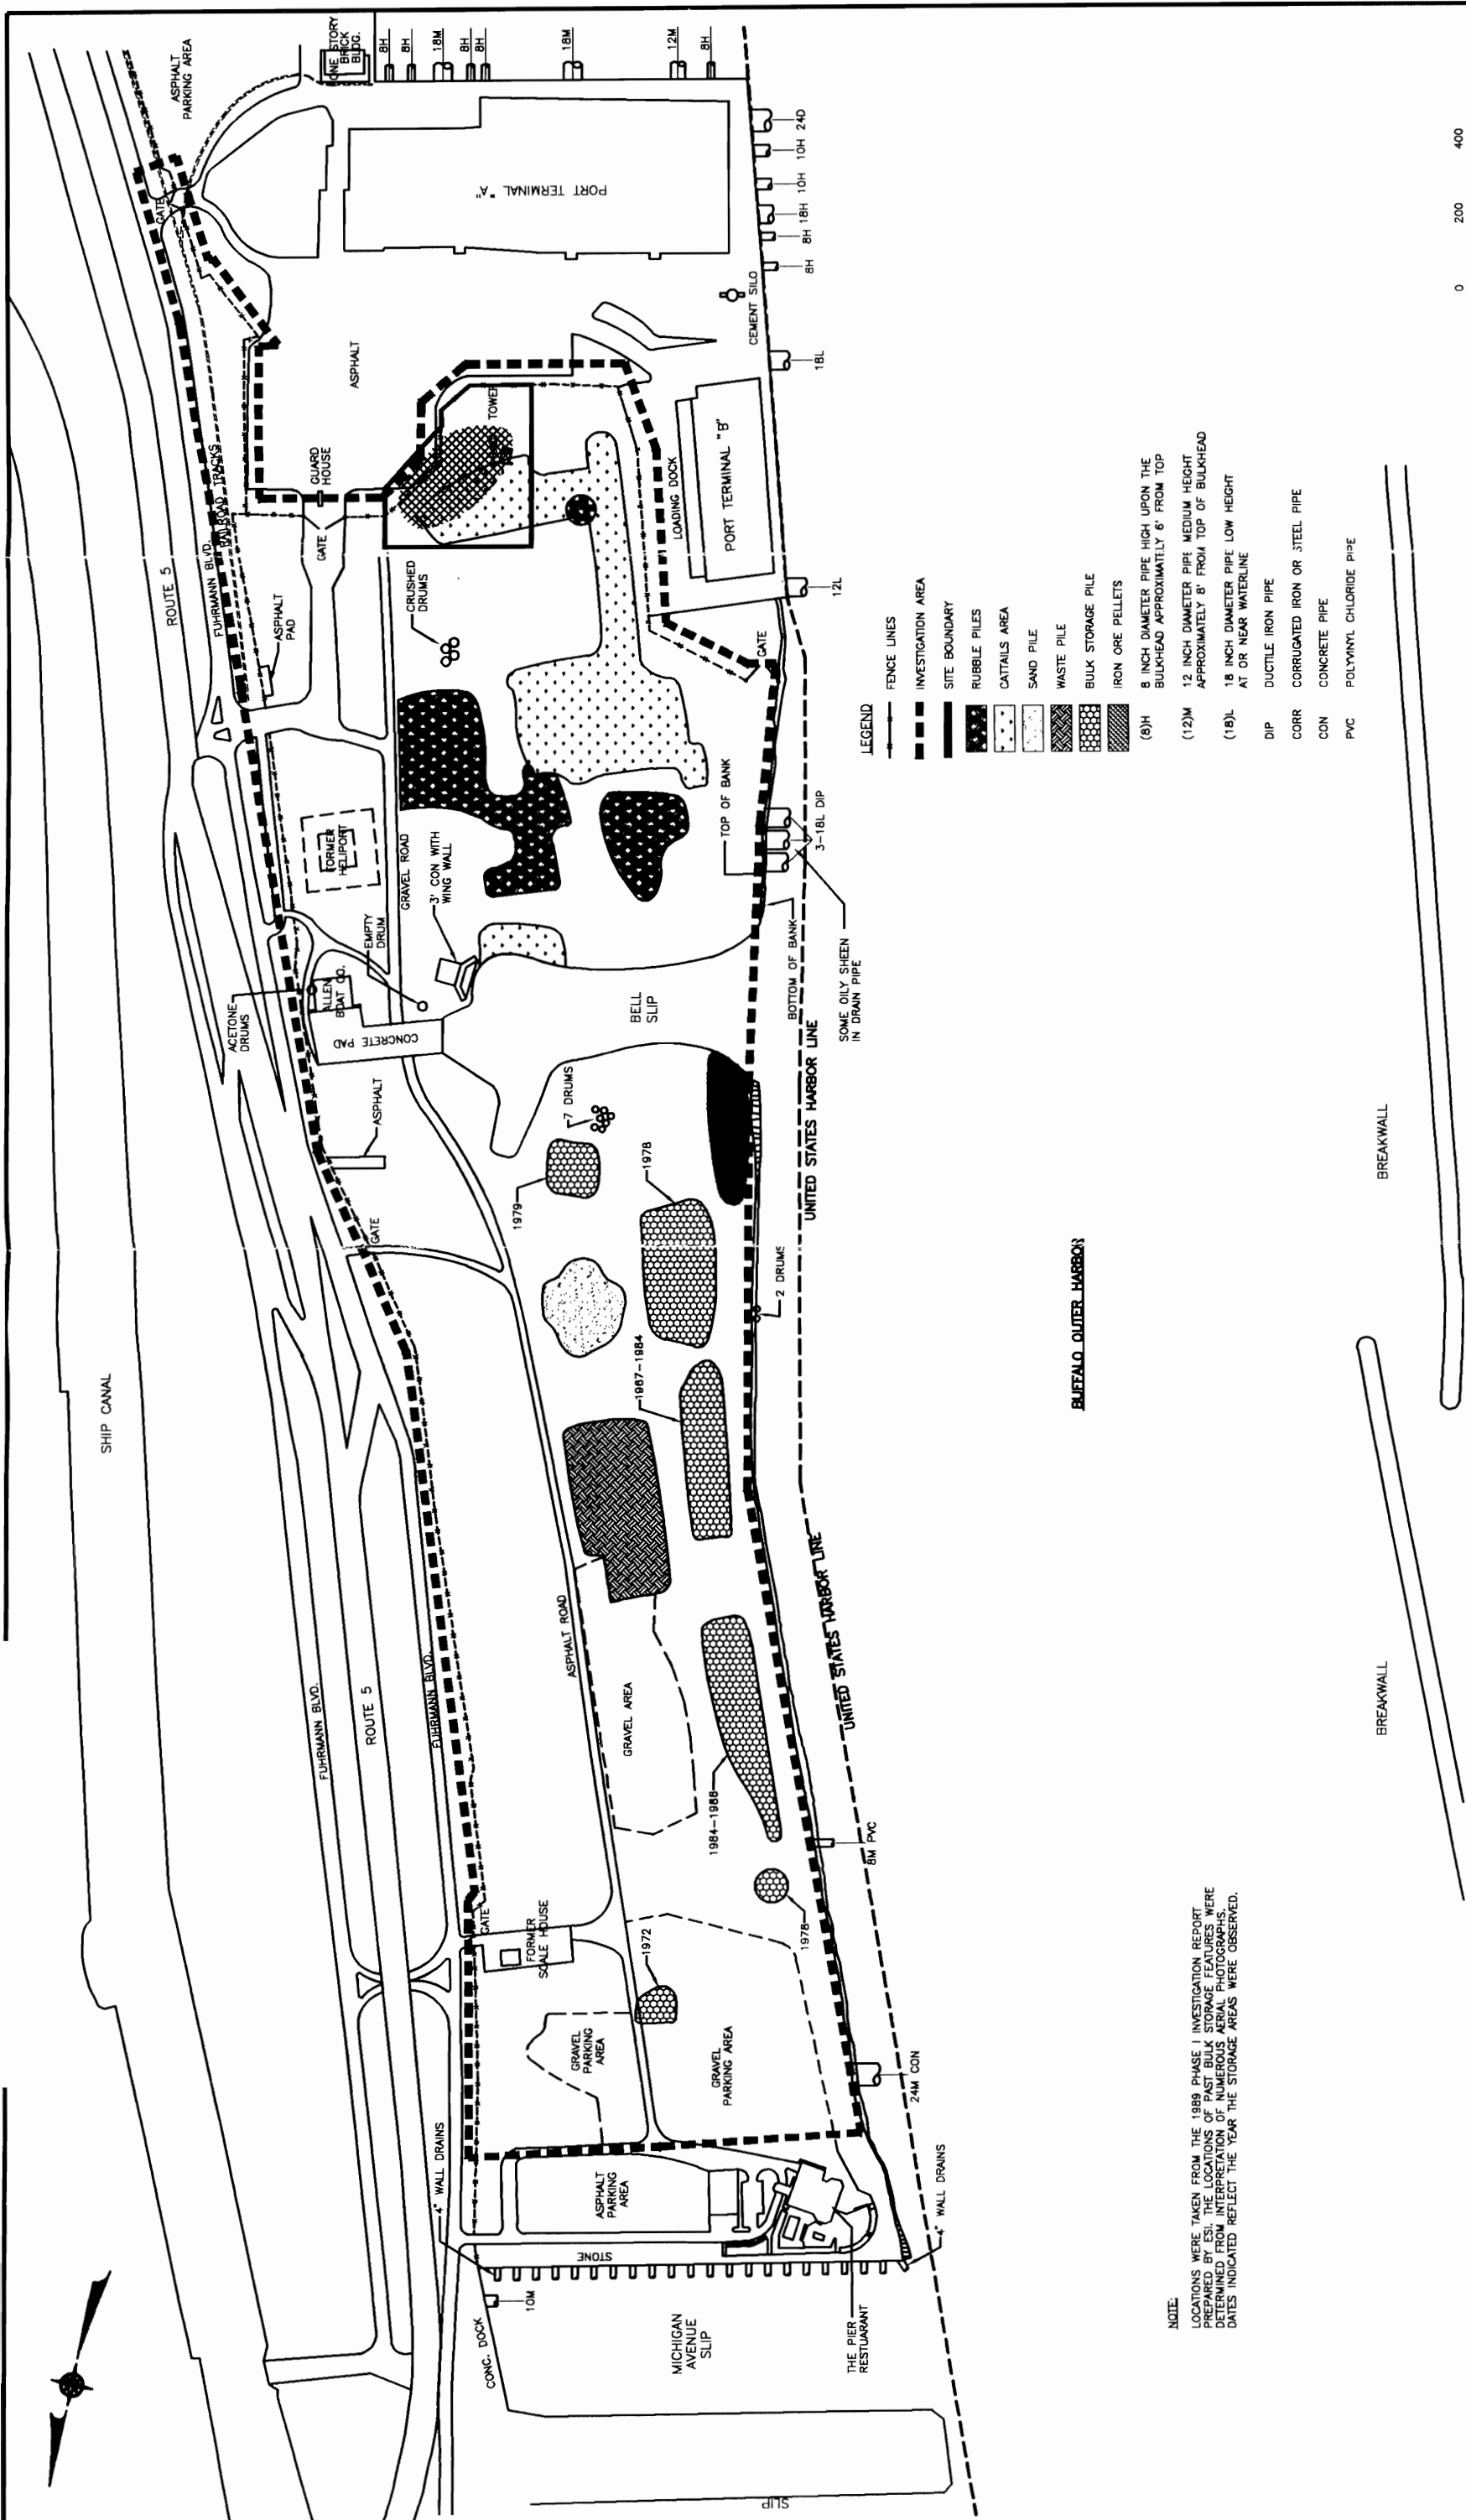 SHIP CANAL
ROUTE 5
FUHRMANN BLVD.
RAILROAD TRACKS
ASPHALT
PARKING AREA
GATE
ONE STORY
BRICK
BLDG.
8H
8H
18M
8H
8H
18M
12M
8H
PORT TERMINAL "A"
24D
10H
10H
18H
8H
8H
CEMENT SILO
18L
ASPHALT
GUARD
HOUSE
GATE
TOWER
LOADING DOCK
PORT TERMINAL "B"
12L
GATE
ASPHALT
PAD
CRUSHED
DRUMS
FORMER
HELIPORT
GRAVEL ROAD
3' CON WITH
WING WALL
EMPTY
DRUM
TOP OF BANK
3-18L DIP
BOTTOM OF BANK
SOME OILY SHEEN
IN DRAIN PIPE
ACETONE
DRUMS
ALLEN
BOAT CO.
CONCRETE PAD
BELL
SLIP
UNITED STATES HARBOR LINE
ASPHALT
7 DRUMS
1979
1978
GATE
2 DRUMS
1967-1984
ASPHALT ROAD
GRAVEL AREA
UNITED STATES HARBOR LINE
FUHRMANN BLVD.
ROUTE 5
FUHRMANN BLVD.
1984-1988
8M PVC
GATE
FORMER
SCALE HOUSE
1972
1978
GRAVEL
PARKING
AREA
GRAVEL
PARKING AREA
24M CON
4" WALL DRAINS
ASPHALT
PARKING
AREA
STONE
4" WALL DRAINS
10M
CONC. DOCK
MICHIGAN
AVENUE
SLIP
THE PIER
RESTUARANT
SLIP
LEGEND
FENCE LINES
INVESTIGATION AREA
SITE BOUNDARY
RUBBLE PILES
CATTAILS AREA
SAND PILE
WASTE PILE
BULK STORAGE PILE
IRON ORE PELLETS
(8)H 8 INCH DIAMETER PIPE HIGH UPON THE
BULKHEAD APPROXIMATELY 6' FROM TOP
(12)M 12 INCH DIAMETER PIPE MEDIUM HEIGHT
APPROXIMATELY 8' FROM TOP OF BULKHEAD
(18)L 18 INCH DIAMETER PIPE LOW HEIGHT
AT OR NEAR WATERLINE
DIP DUCTILE IRON PIPE
CORR CORRUGATED IRON OR STEEL PIPE
CON CONCRETE PIPE
PVC POLYVINYL CHLORIDE PIPE
BUFFALO OUTER HARBOR
BREAKWALL
BREAKWALL
0 200 400
NOTE:
LOCATIONS WERE TAKEN FROM THE 1989 PHASE I INVESTIGATION REPORT
PREPARED BY ESI. THE LOCATIONS OF PAST BULK STORAGE FEATURES WERE
DETERMINED FROM INTERPRETATION OF NUMEROUS AERIAL PHOTOGRAPHS.
DATES INDICATED REFLECT THE YEAR THE STORAGE AREAS WERE OBSERVED.